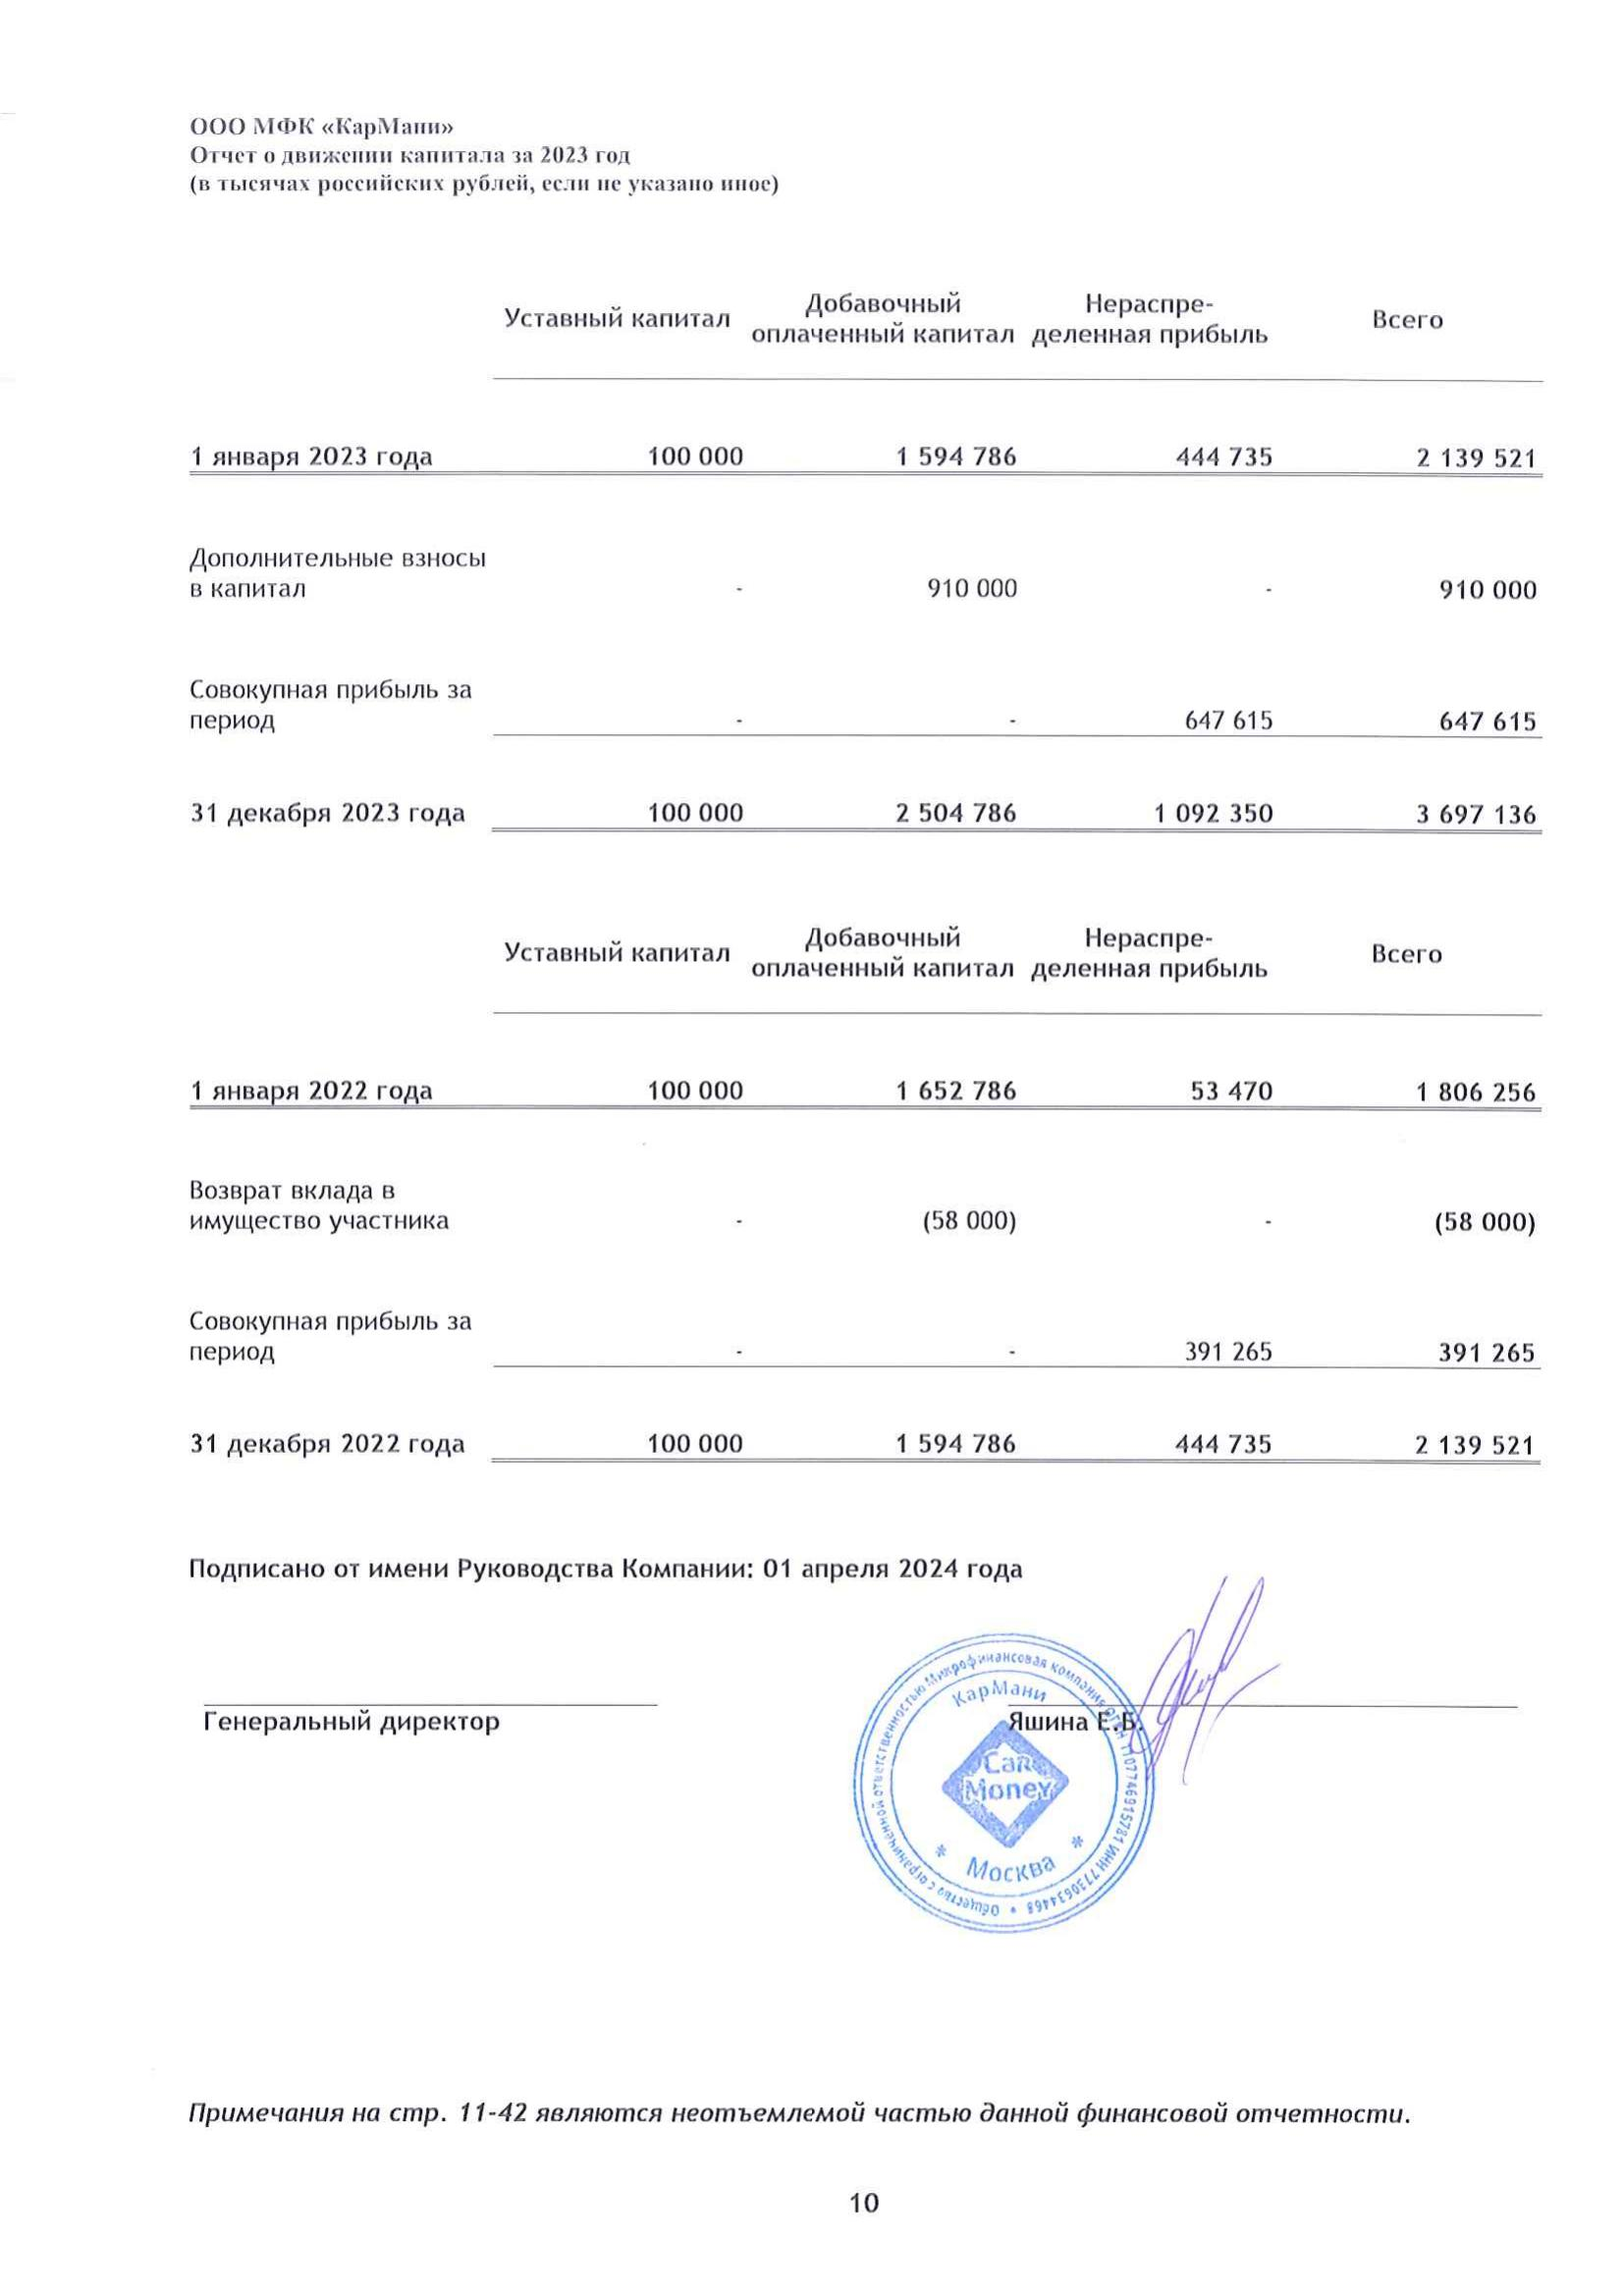 ООО МФК «КарМани»
Отчет о движении капитала за 2023 год
(в тысячах российских рублей, если не указано иное)
Уставный капитал Добавочный оплаченный капитал Нераспре-деленная прибыль Всего
1 января 2023 года 100 000 1 594 786 444 735 2 139 521
Дополнительные взносы
в капитал - 910 000 - 910 000
Совокупная прибыль за
период - - 647 615 647 615
31 декабря 2023 года 100 000 2 504 786 1 092 350 3 697 136
Уставный капитал Добавочный оплаченный капитал Нераспре-деленная прибыль Всего
1 января 2022 года 100 000 1 652 786 53 470 1 806 256
Возврат вклада в
имущество участника - (58 000) - (58 000)
Совокупная прибыль за
период - - 391 265 391 265
31 декабря 2022 года 100 000 1 594 786 444 735 2 139 521
Подписано от имени Руководства Компании: 01 апреля 2024 года
Генеральный директор Яшина Е.Б.
Общество с ограниченной ответственностью Микрофинансовая компания ОГРН 1107746915781 ИНН 7730634468 *
КарМани
Car
Money
* Москва *
Примечания на стр. 11-42 являются неотъемлемой частью данной финансовой отчетности.
10